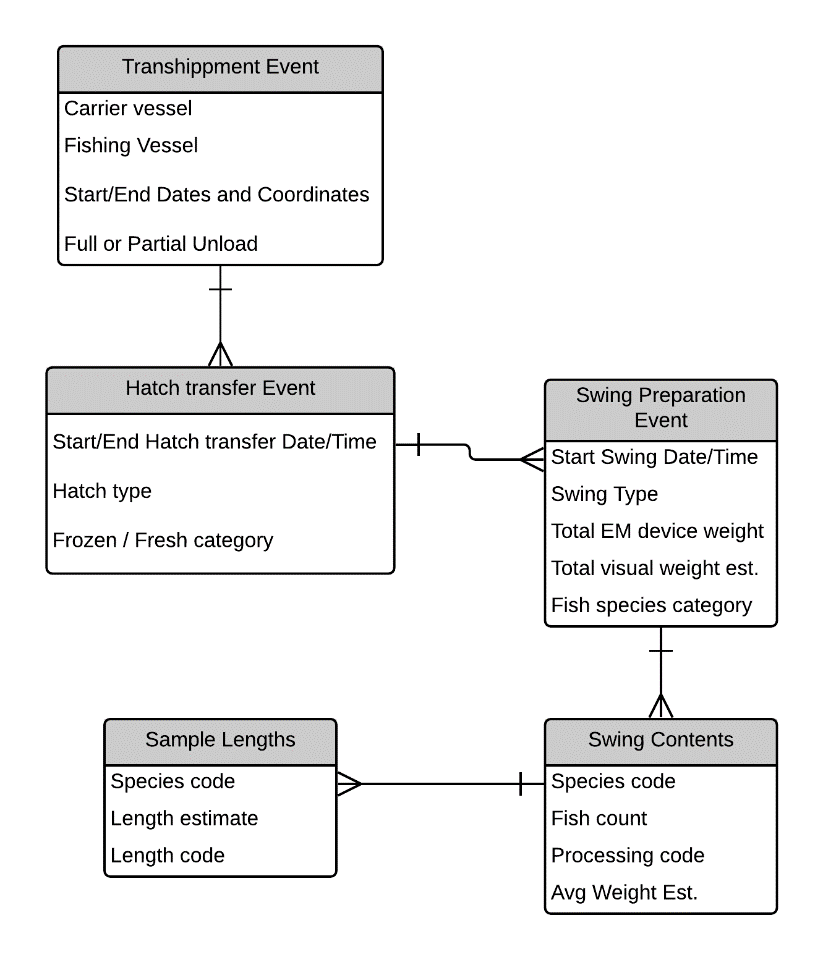 Transhippment Event
Carrier vessel
Fishing Vessel
Start/End Dates and Coordinates
Full or Partial Unload
Hatch transfer Event
Start/End Hatch transfer Date/Time
Hatch type
Frozen / Fresh category
Swing Preparation
Event
Start Swing Date/Time
Swing Type
Total EM device weight
Total visual weight est.
Fish species category
Sample Lengths
Species code
Length estimate
Length code
Swing Contents
Species code
Fish count
Processing code
Avg Weight Est.